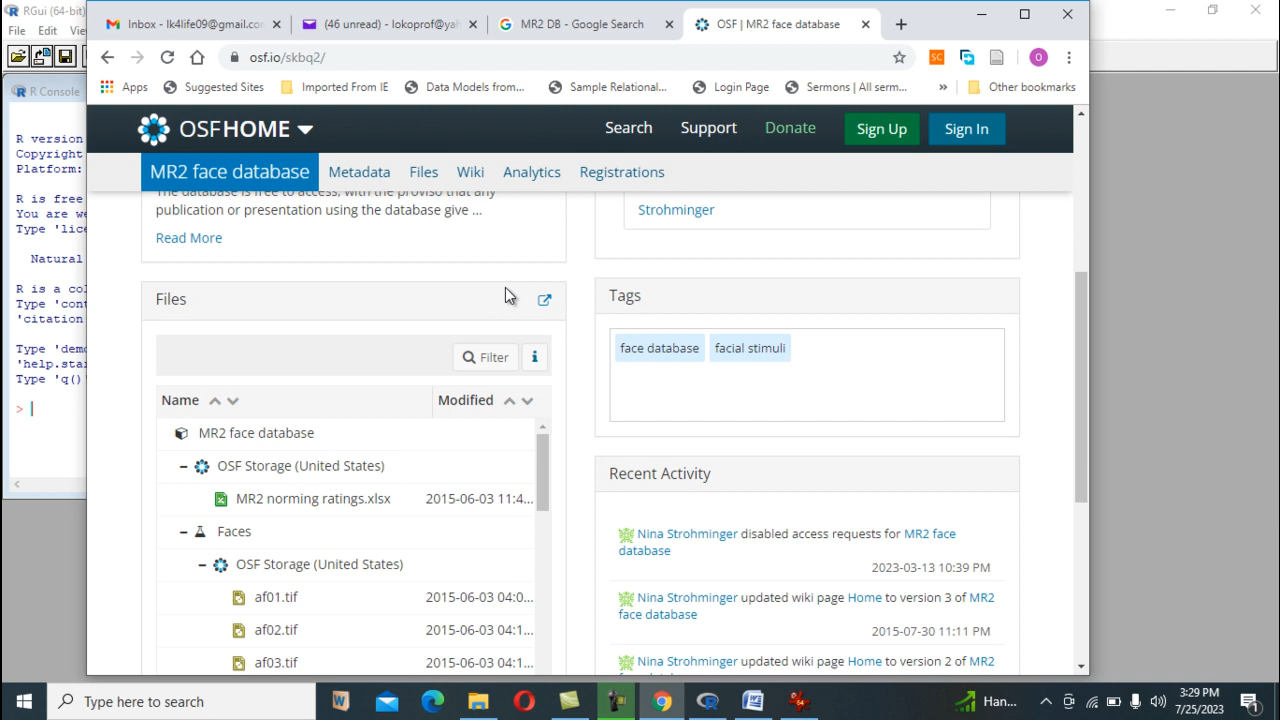 RGui (64-bit)
Inbox - lk4life09@gmail.co
(46 unread) - lokoprof@ya
MR2 DB - Google Search
OSF | MR2 face database
File Edit Vie
osf.io/skbq2/
SC
O
Apps
Suggested Sites
Imported From IE
Data Models from...
Sample Relational...
Login Page
Sermons | All serm...
»
Other bookmarks
R Console
OSFHOME
Search
Support
Donate
Sign Up
Sign In
MR2 face database
Metadata
Files
Wiki
Analytics
Registrations
R version
Copyright
Platform:
R is free
You are we
Type 'lice
Natural
R is a col
Type 'cont
'citation
Type 'demo
'help.star
Type 'q()'
>
The database is free to access, with the proviso that any
publication or presentation using the database give ...
Read More
Strohminger
Files
Filter
Name
Modified
MR2 face database
OSF Storage (United States)
MR2 norming ratings.xlsx
2015-06-03 11:4...
Faces
OSF Storage (United States)
af01.tif
2015-06-03 04:0...
af02.tif
2015-06-03 04:1...
af03.tif
2015-06-03 04:1...
Tags
face database
facial stimuli
Recent Activity
Nina Strohminger disabled access requests for MR2 face
database
2023-03-13 10:39 PM
Nina Strohminger updated wiki page Home to version 3 of MR2
face database
2015-07-30 11:11 PM
Nina Strohminger updated wiki page Home to version 2 of MR2
Type here to search
Han...
3:29 PM
7/25/2023
1